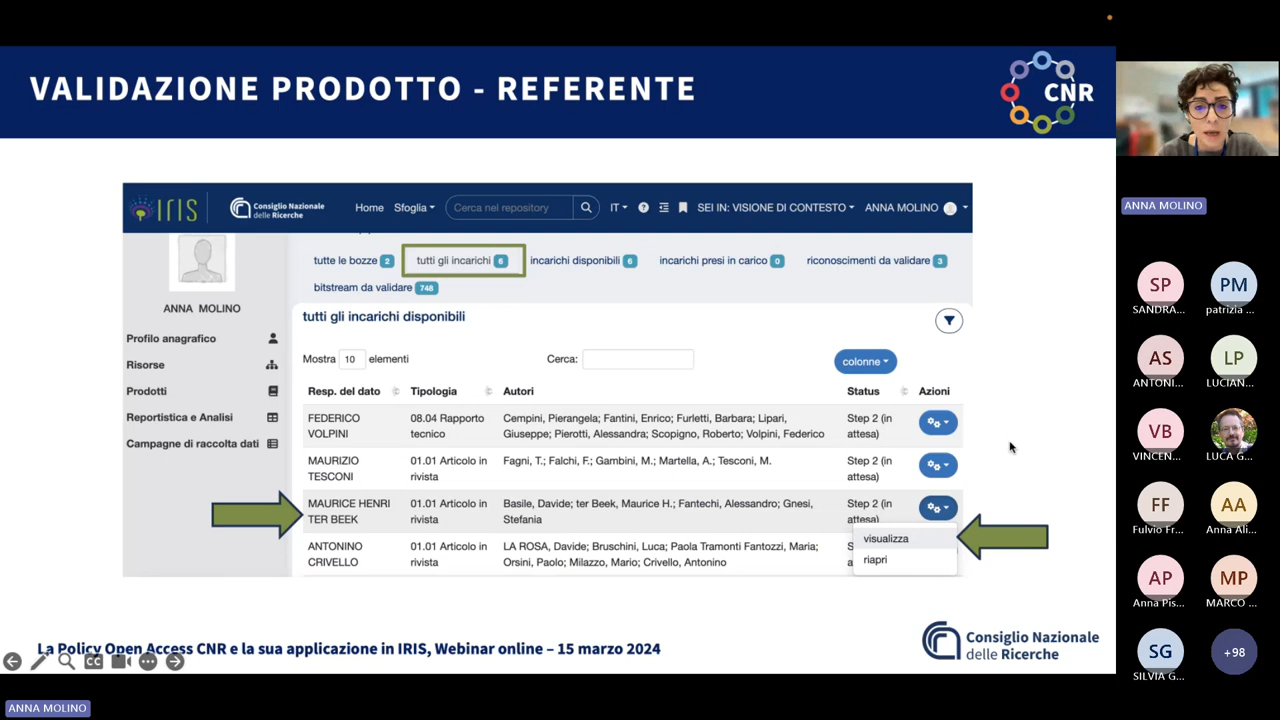 VALIDAZIONE PRODOTTO - REFERENTE
CNR
IRIS
Consiglio Nazionale
delle Ricerche
Home Sfoglia Cerca nel repository IT SEI IN: VISIONE DI CONTESTO ANNA MOLINO
tutte le bozze 2 tutti gli incarichi 6 incarichi disponibili 6 incarichi presi in carico 0 riconoscimenti da validare 3
bitstream da validare 748
ANNA MOLINO
Profilo anagrafico
Risorse
Prodotti
Reportistica e Analisi
Campagne di raccolta dati
tutti gli incarichi disponibili
Mostra 10 elementi Cerca: colonne
Resp. del dato Tipologia Autori Status Azioni
FEDERICO 08.04 Rapporto Cempini, Pierangela; Fantini, Enrico; Furletti, Barbara; Lipari, Step 2 (in
VOLPINI tecnico Giuseppe; Pierotti, Alessandra; Scopigno, Roberto; Volpini, Federico attesa)
MAURIZIO 01.01 Articolo in Fagni, T.; Falchi, F.; Gambini, M.; Martella, A.; Tesconi, M. Step 2 (in
TESCONI rivista attesa)
MAURICE HENRI 01.01 Articolo in Basile, Davide; ter Beek, Maurice H.; Fantechi, Alessandro; Gnesi, Step 2 (in
TER BEEK rivista Stefania attesa)
visualizza
riapri
ANTONINO 01.01 Articolo in LA ROSA, Davide; Bruschini, Luca; Paola Tramonti Fantozzi, Maria; S
CRIVELLO rivista Orsini, Paolo; Milazzo, Mario; Crivello, Antonino
La Policy Open Access CNR e la sua applicazione in IRIS, Webinar online – 15 marzo 2024
CC
Consiglio Nazionale
delle Ricerche
ANNA MOLINO
ANNA MOLINO
SP PM
SANDRA... patrizia ...
AS LP
ANTONI... LUCIAN...
VB
VINCEN... LUCA G...
FF AA
Fulvio Fr... Anna Ali...
AP MP
Anna Pis... MARCO ...
SG +98
SILVIA G...